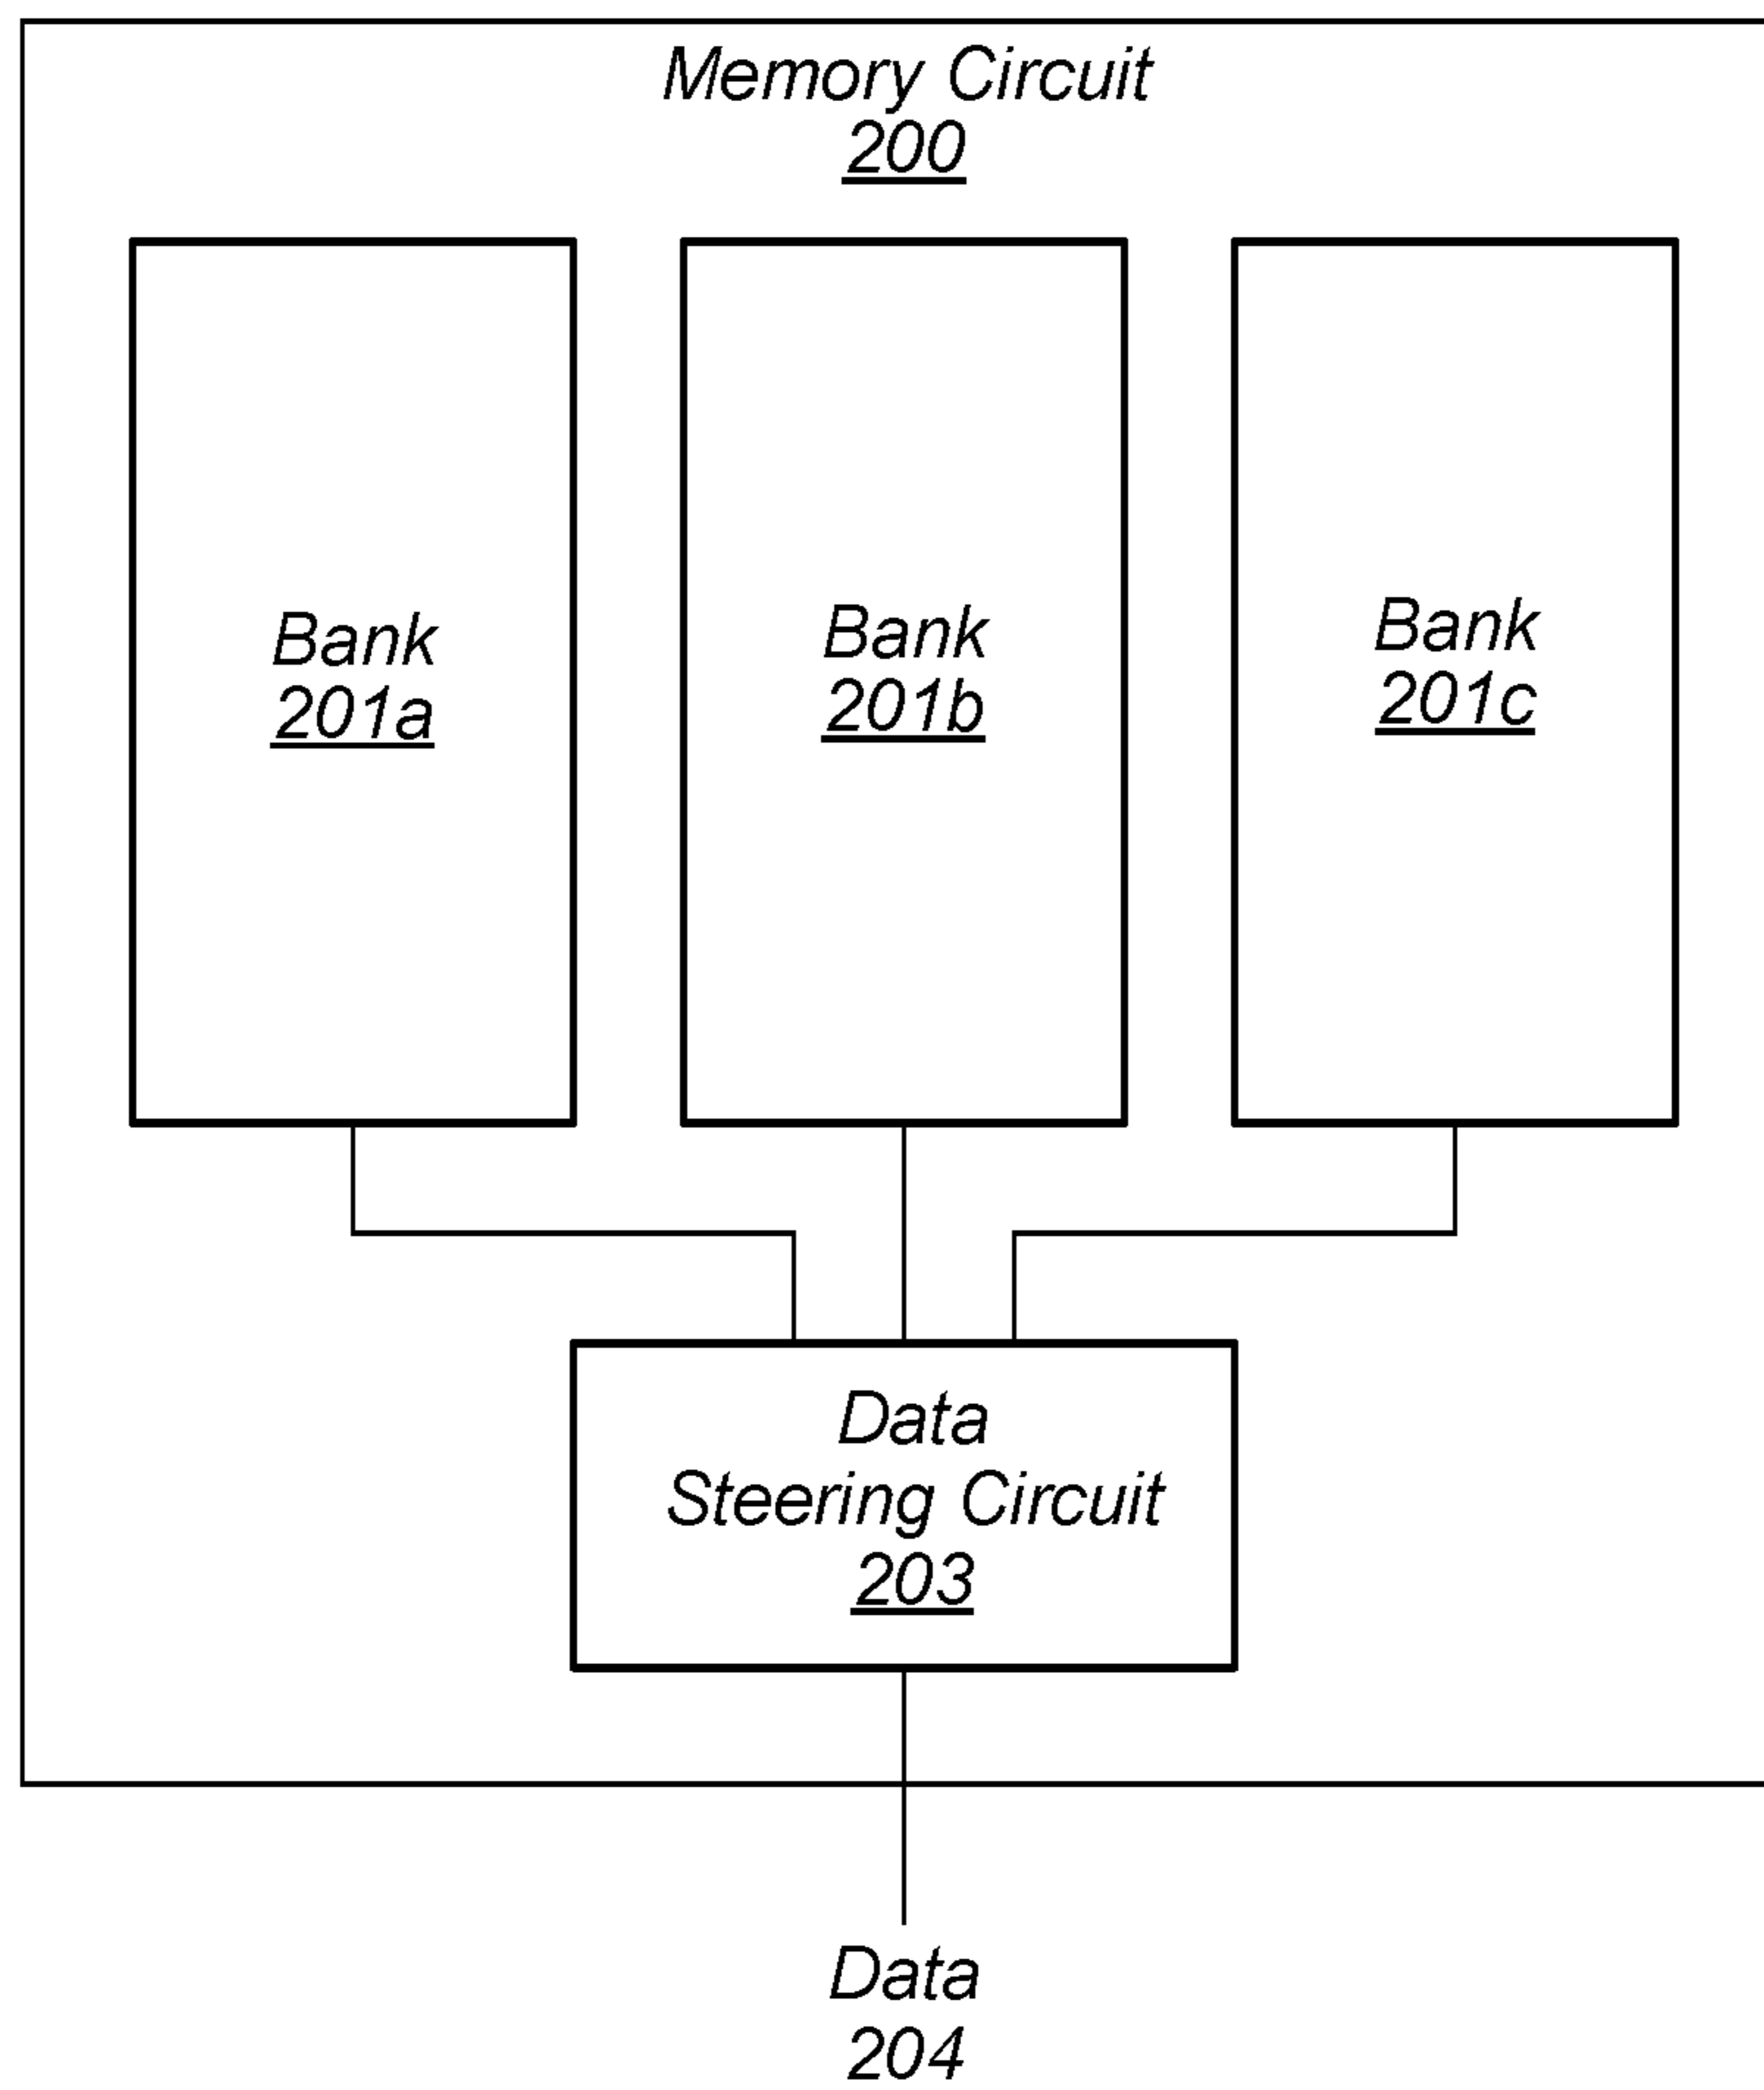 Memory Circuit
200
Bank
201a
Bank
201b
Bank
201c
Data
Steering Circuit
203
Data
204